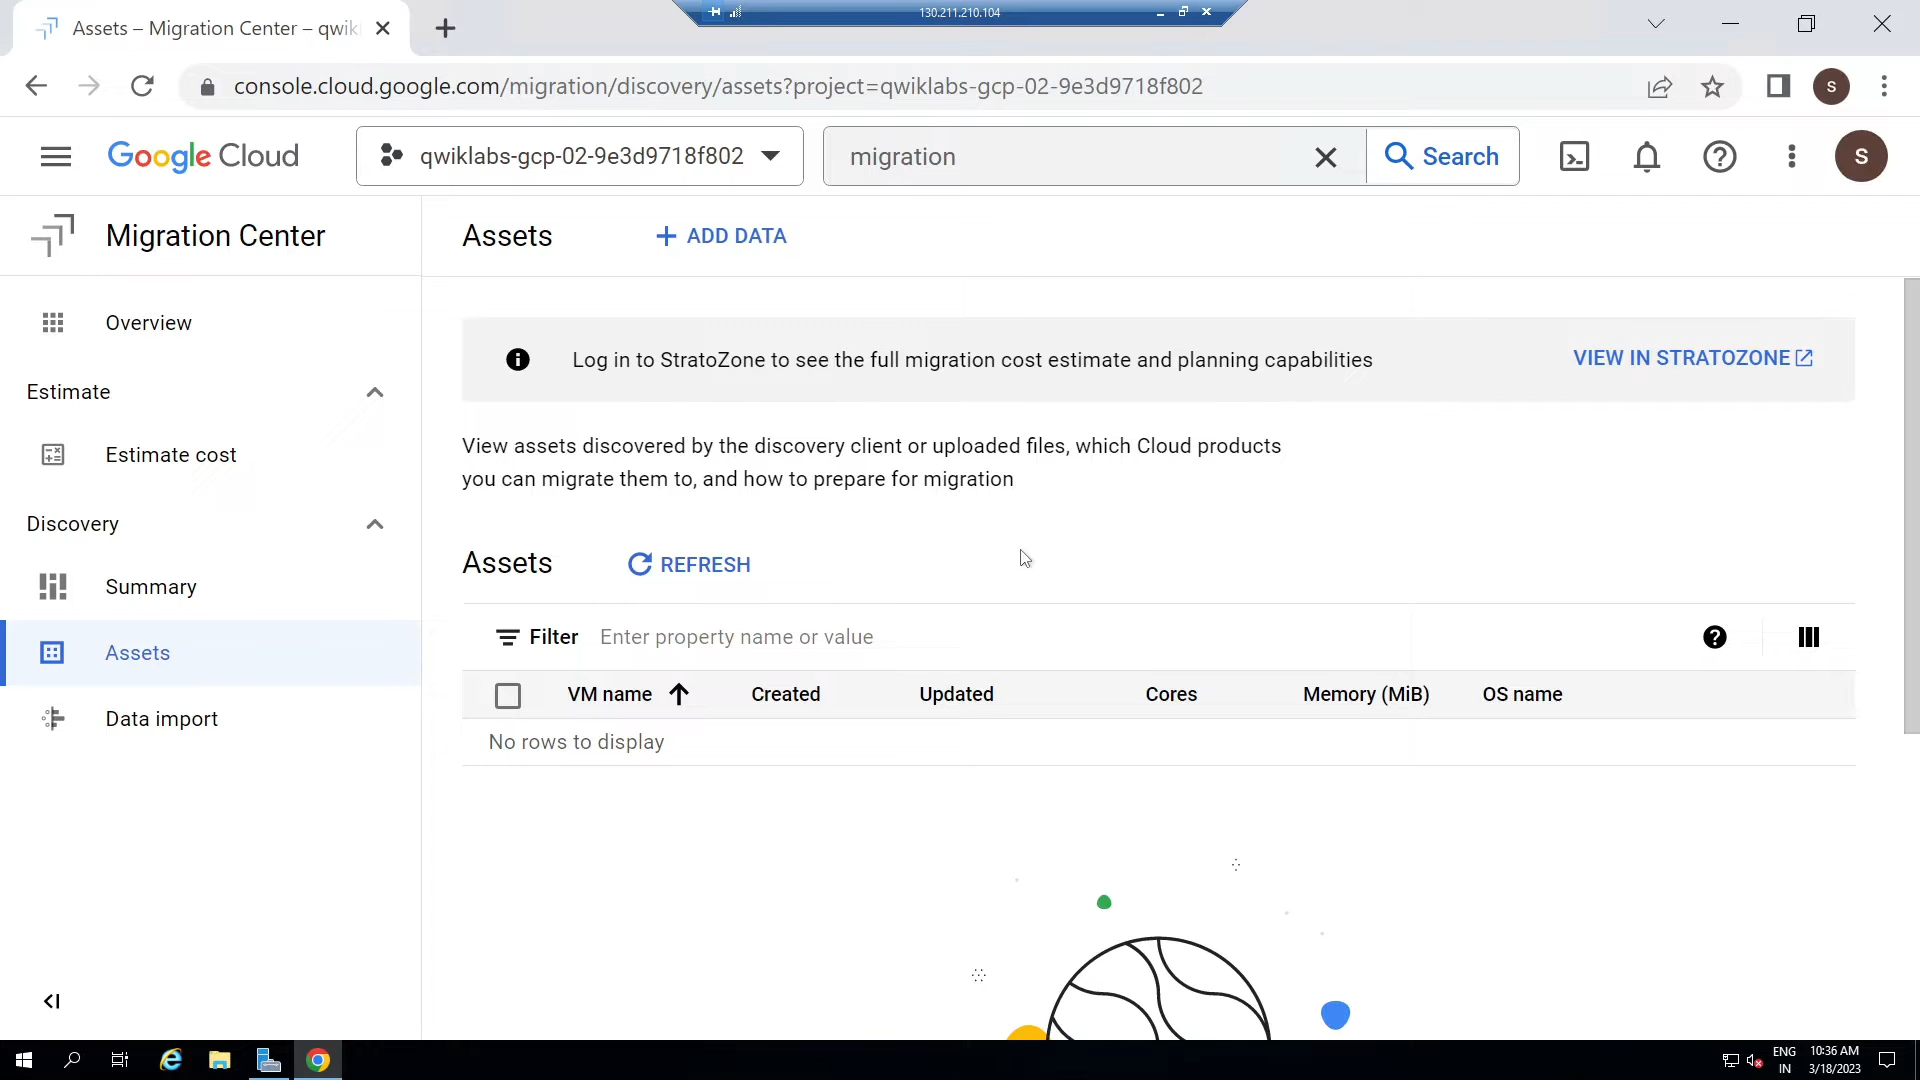 130.211.210.104
Assets – Migration Center – qwik
console.cloud.google.com/migration/discovery/assets?project=qwiklabs-gcp-02-9e3d9718f802
S
Google Cloud
qwiklabs-gcp-02-9e3d9718f802
migration
Search
S
Migration Center
Assets
ADD DATA
Overview
Estimate
Estimate cost
Discovery
Summary
Assets
Data import
Log in to StratoZone to see the full migration cost estimate and planning capabilities
VIEW IN STRATOZONE
View assets discovered by the discovery client or uploaded files, which Cloud products
you can migrate them to, and how to prepare for migration
Assets
REFRESH
Filter Enter property name or value
VM name Created Updated Cores Memory (MiB) OS name
No rows to display
ENG
IN
10:36 AM
3/18/2023